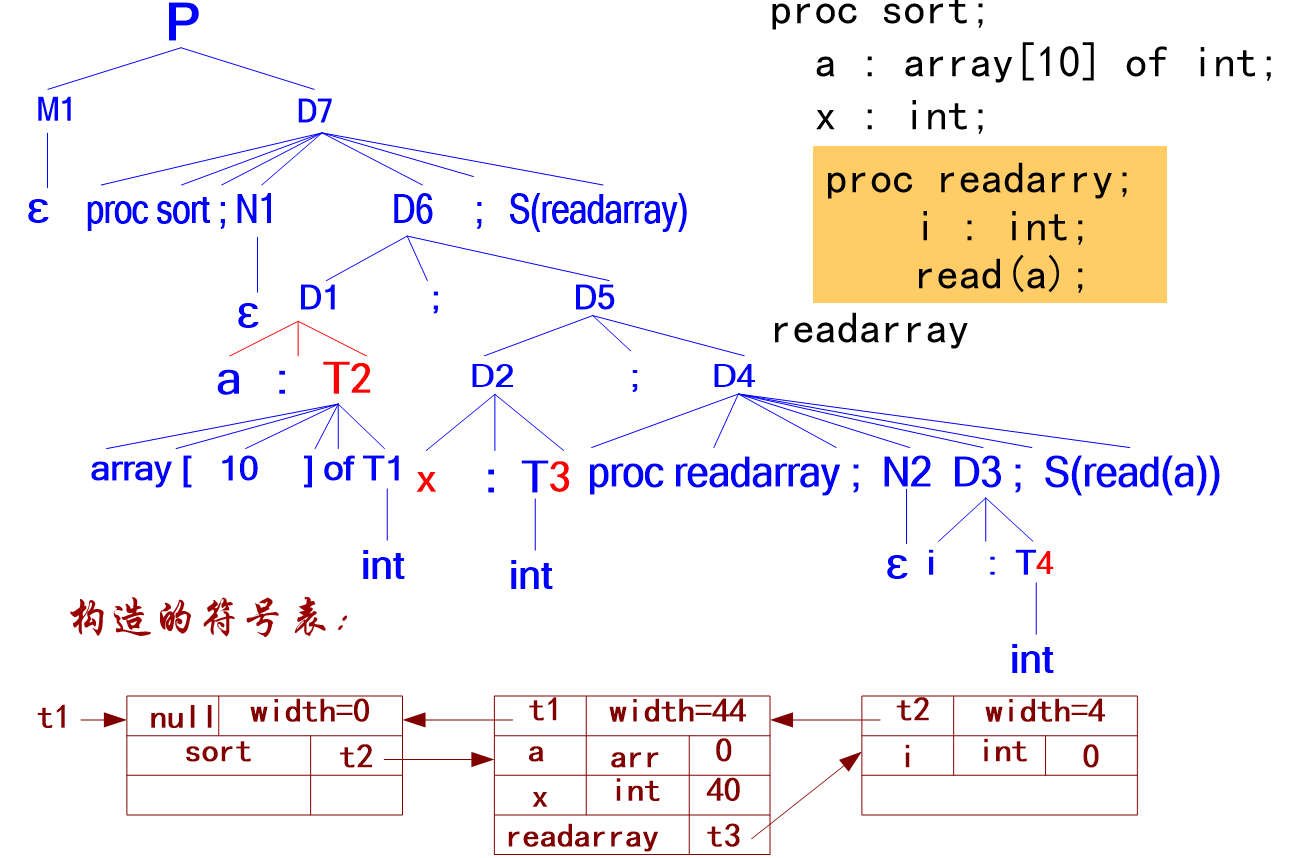 P
proc sort;
a : array[10] of int;
x : int;
proc readarry;
i : int;
read(a);
readarray
M1 D7
ε proc sort ; N1 D6 ; S(readarray)
ε D1 ; D5
a : T2 D2 ; D4
array [ 10 ] of T1 x : T3 proc readarray ; N2 D3 ; S(read(a))
int int ε i : T4
int
构造的符号表：
t1 null width=0 t1 width=44 t2 width=4
sort t2 a arr 0 i int 0
x int 40
readarray t3